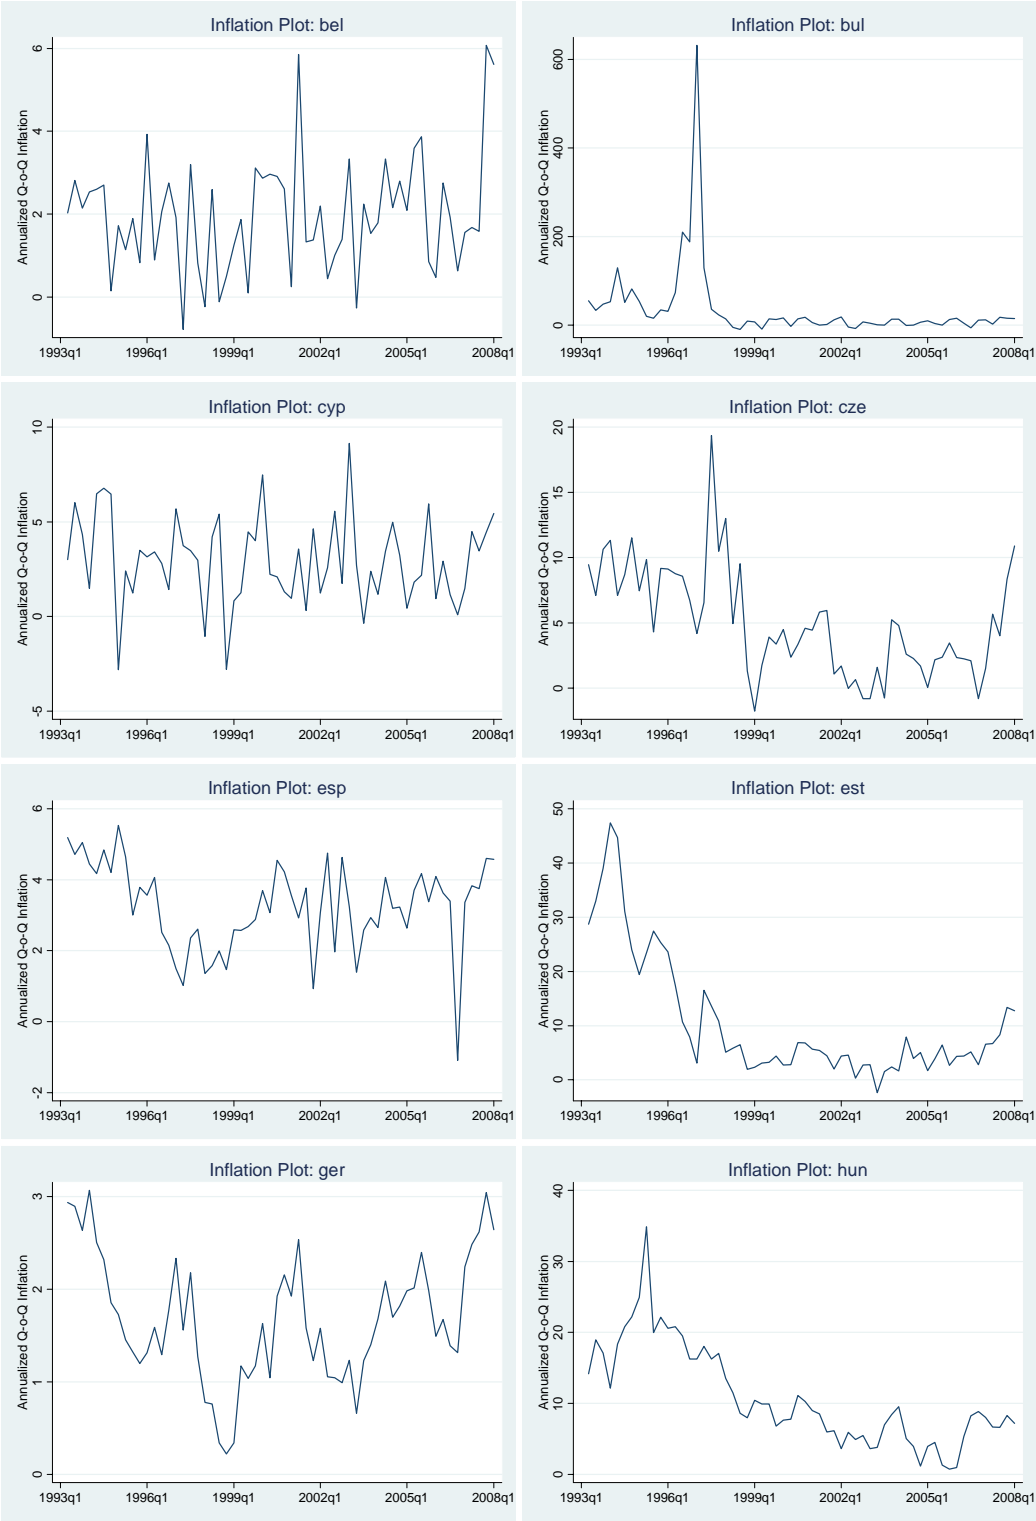 Inflation Plot: bel
Annualized Q-o-Q Inflation
6
4
2
0
1993q1 1996q1 1999q1 2002q1 2005q1 2008q1
Inflation Plot: bul
Annualized Q-o-Q Inflation
600
400
200
0
1993q1 1996q1 1999q1 2002q1 2005q1 2008q1
Inflation Plot: cyp
Annualized Q-o-Q Inflation
10
5
0
-5
1993q1 1996q1 1999q1 2002q1 2005q1 2008q1
Inflation Plot: cze
Annualized Q-o-Q Inflation
20
15
10
5
0
1993q1 1996q1 1999q1 2002q1 2005q1 2008q1
Inflation Plot: esp
Annualized Q-o-Q Inflation
6
4
2
0
-2
1993q1 1996q1 1999q1 2002q1 2005q1 2008q1
Inflation Plot: est
Annualized Q-o-Q Inflation
50
40
30
20
10
0
1993q1 1996q1 1999q1 2002q1 2005q1 2008q1
Inflation Plot: ger
Annualized Q-o-Q Inflation
3
2
1
0
1993q1 1996q1 1999q1 2002q1 2005q1 2008q1
Inflation Plot: hun
Annualized Q-o-Q Inflation
40
30
20
10
0
1993q1 1996q1 1999q1 2002q1 2005q1 2008q1